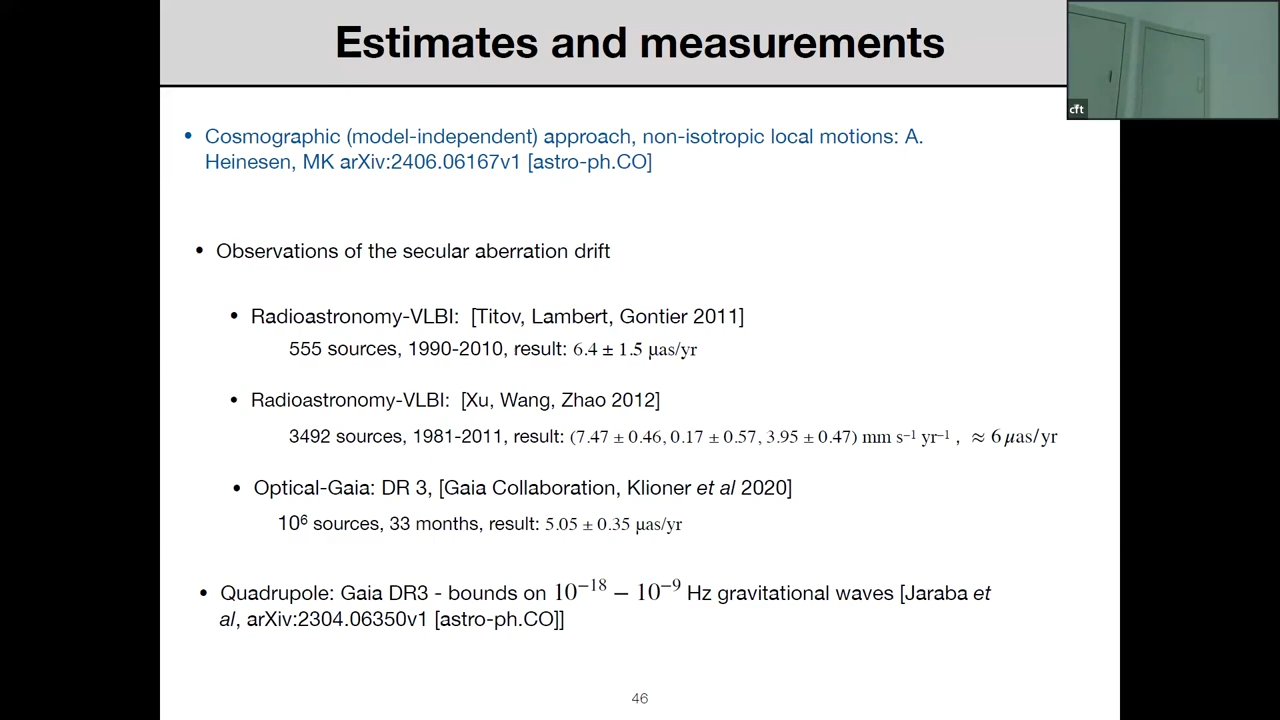 Estimates and measurements
cft
• Cosmographic (model-independent) approach, non-isotropic local motions: A.
Heinesen, MK arXiv:2406.06167v1 [astro-ph.CO]
• Observations of the secular aberration drift
• Radioastronomy-VLBI: [Titov, Lambert, Gontier 2011]
555 sources, 1990-2010, result: 6.4 ± 1.5 μas/yr
• Radioastronomy-VLBI: [Xu, Wang, Zhao 2012]
3492 sources, 1981-2011, result: (7.47 ± 0.46, 0.17 ± 0.57, 3.95 ± 0.47) mm s⁻¹ yr⁻¹ , ≈ 6 μas/yr
• Optical-Gaia: DR 3, [Gaia Collaboration, Klioner et al 2020]
10⁶ sources, 33 months, result: 5.05 ± 0.35 μas/yr
• Quadrupole: Gaia DR3 - bounds on 10⁻¹⁸ − 10⁻⁹ Hz gravitational waves [Jaraba et
al, arXiv:2304.06350v1 [astro-ph.CO]]
46